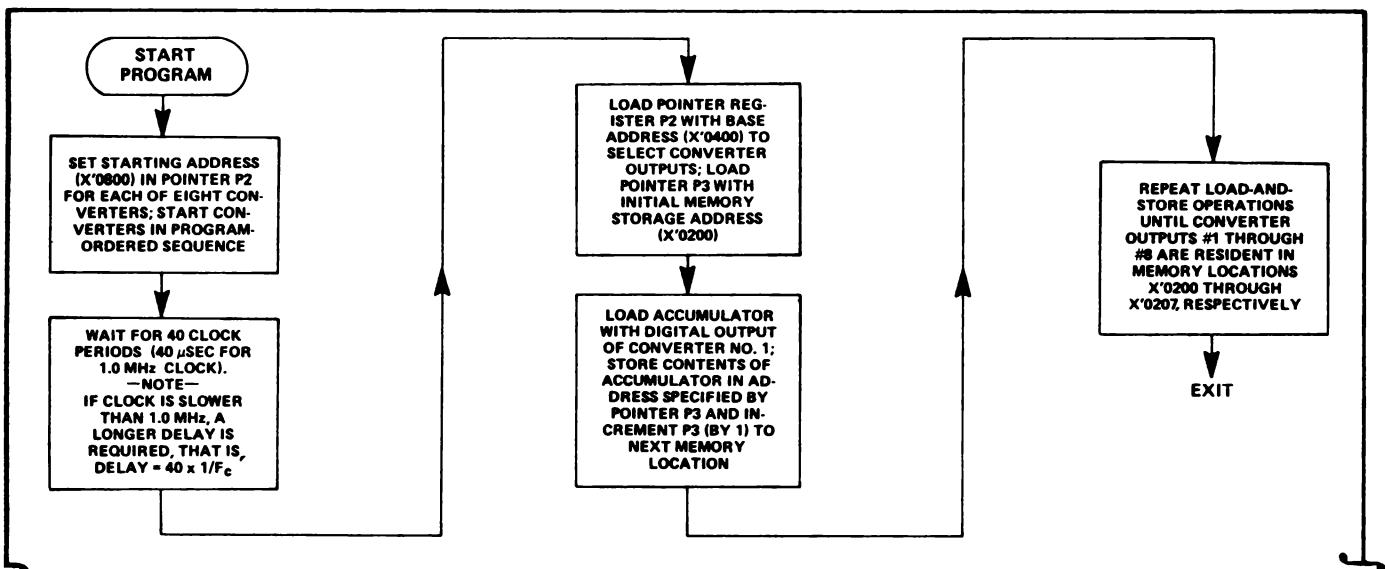 START
PROGRAM
SET STARTING ADDRESS
(X'0800) IN POINTER P2
FOR EACH OF EIGHT CON-
VERTERS; START CON-
VERTERS IN PROGRAM-
ORDERED SEQUENCE
WAIT FOR 40 CLOCK
PERIODS (40 μSEC FOR
1.0 MHz CLOCK).
—NOTE—
IF CLOCK IS SLOWER
THAN 1.0 MHz, A
LONGER DELAY IS
REQUIRED, THAT IS,
DELAY = 40 x 1/Fc
LOAD POINTER REG-
ISTER P2 WITH BASE
ADDRESS (X'0400) TO
SELECT CONVERTER
OUTPUTS; LOAD
POINTER P3 WITH
INITIAL MEMORY
STORAGE ADDRESS
(X'0200)
LOAD ACCUMULATOR
WITH DIGITAL OUTPUT
OF CONVERTER NO. 1;
STORE CONTENTS OF
ACCUMULATOR IN AD-
DRESS SPECIFIED BY
POINTER P3 AND IN-
CREMENT P3 (BY 1) TO
NEXT MEMORY
LOCATION
REPEAT LOAD-AND-
STORE OPERATIONS
UNTIL CONVERTER
OUTPUTS #1 THROUGH
#8 ARE RESIDENT IN
MEMORY LOCATIONS
X'0200 THROUGH
X'0207, RESPECTIVELY
EXIT